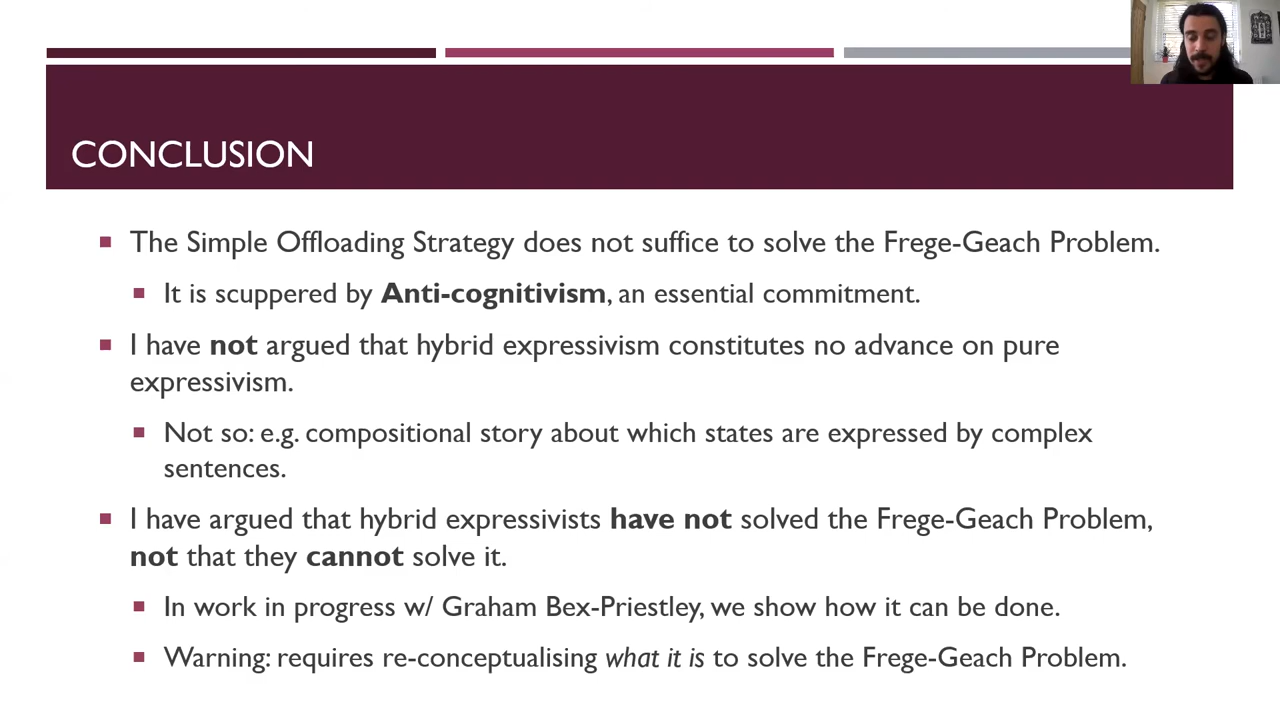 CONCLUSION
The Simple Offloading Strategy does not suffice to solve the Frege-Geach Problem.
It is scuppered by Anti-cognitivism, an essential commitment.
I have not argued that hybrid expressivism constitutes no advance on pure
expressivism.
Not so: e.g. compositional story about which states are expressed by complex
sentences.
I have argued that hybrid expressivists have not solved the Frege-Geach Problem,
not that they cannot solve it.
In work in progress w/ Graham Bex-Priestley, we show how it can be done.
Warning: requires re-conceptualising what it is to solve the Frege-Geach Problem.